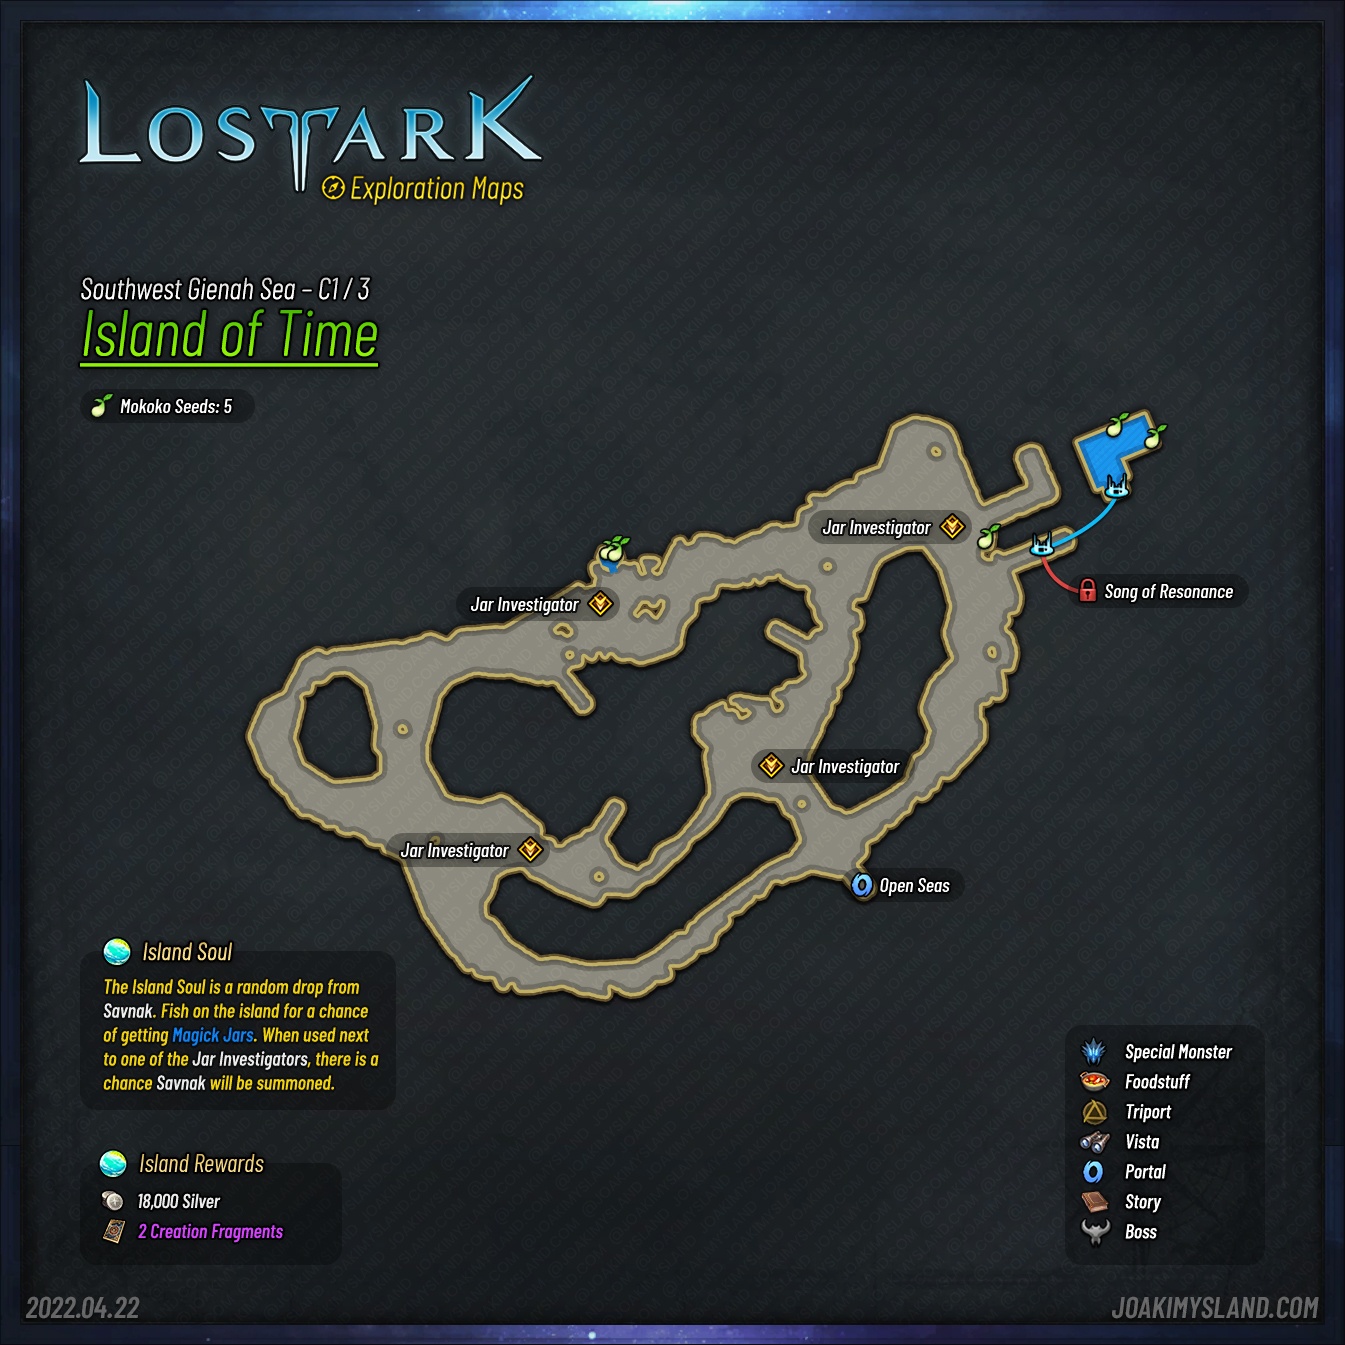 LOSTARK
Exploration Maps
Southwest Gienah Sea – C1 / 3
Island of Time
Mokoko Seeds: 5
Jar Investigator
Song of Resonance
Jar Investigator
Jar Investigator
Jar Investigator
Open Seas
Island Soul
The Island Soul is a random drop from
Savnak. Fish on the island for a chance
of getting Magick Jars. When used next
to one of the Jar Investigators, there is a
chance Savnak will be summoned.
Island Rewards
18,000 Silver
2 Creation Fragments
Special Monster
Foodstuff
Triport
Vista
Portal
Story
Boss
2022.04.22
JOAKIMYSLAND.COM